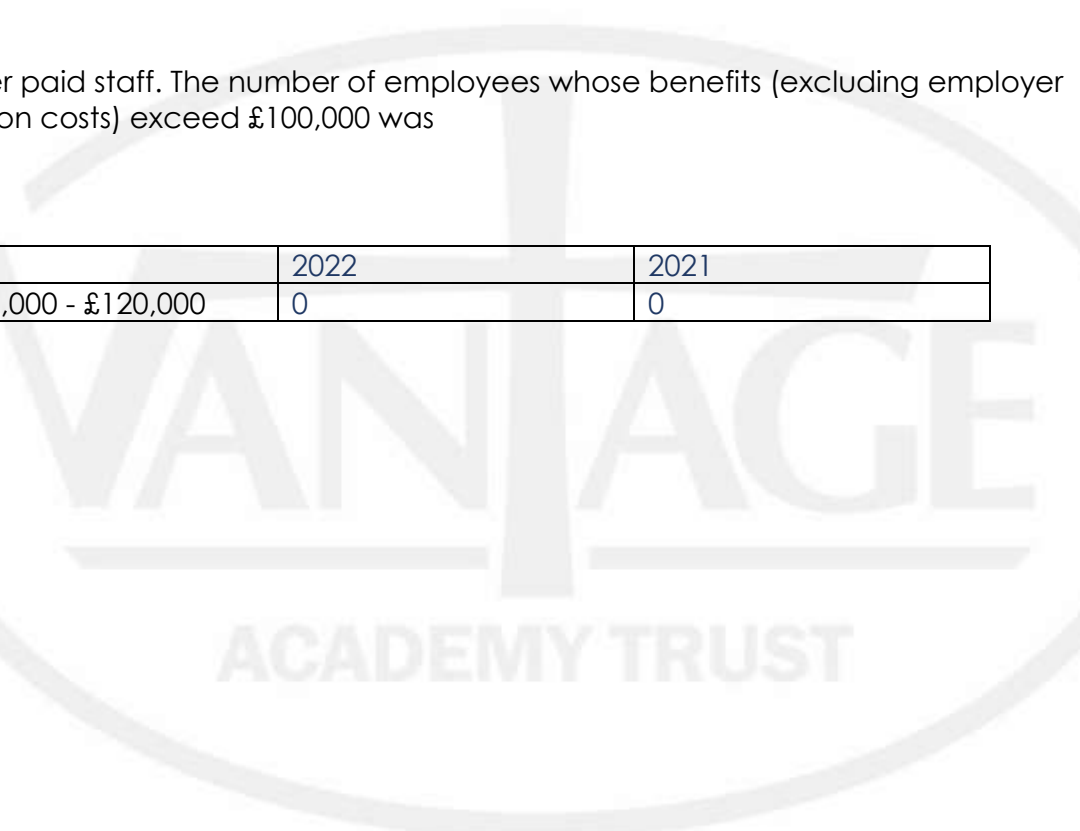 er paid staff. The number of employees whose benefits (excluding employer
on costs) exceed £100,000 was
2022 2021
,000 - £120,000 0 0
VANTAGE
ACADEMY TRUST